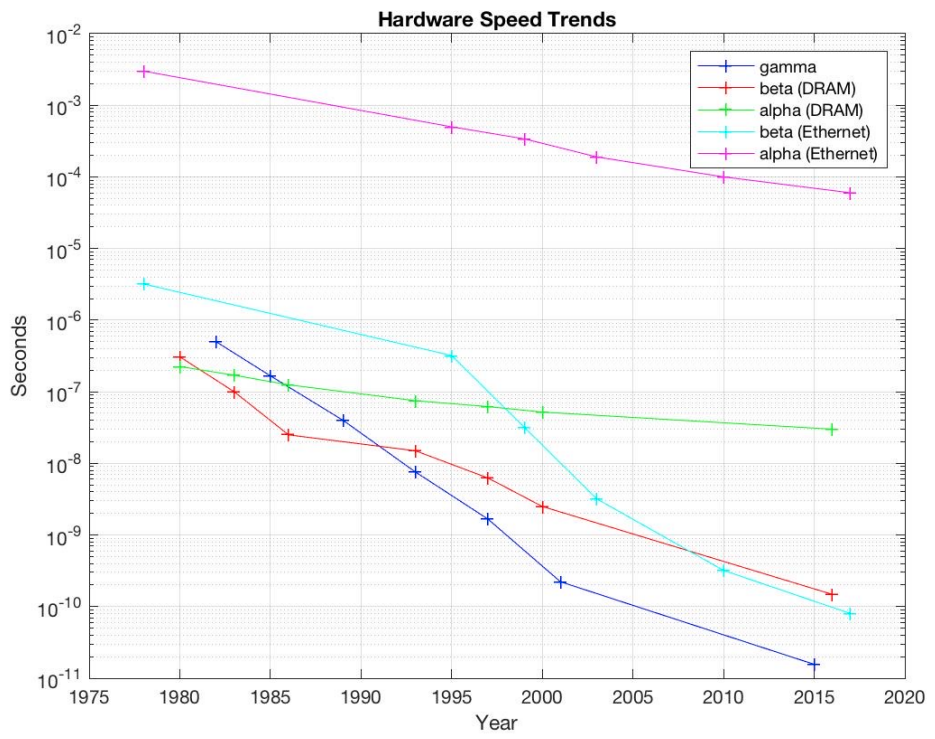 Hardware Speed Trends
gamma
beta (DRAM)
alpha (DRAM)
beta (Ethernet)
alpha (Ethernet)
10^-2
10^-3
10^-4
10^-5
10^-6
10^-7
10^-8
10^-9
10^-10
10^-11
Seconds
1975 1980 1985 1990 1995 2000 2005 2010 2015 2020
Year